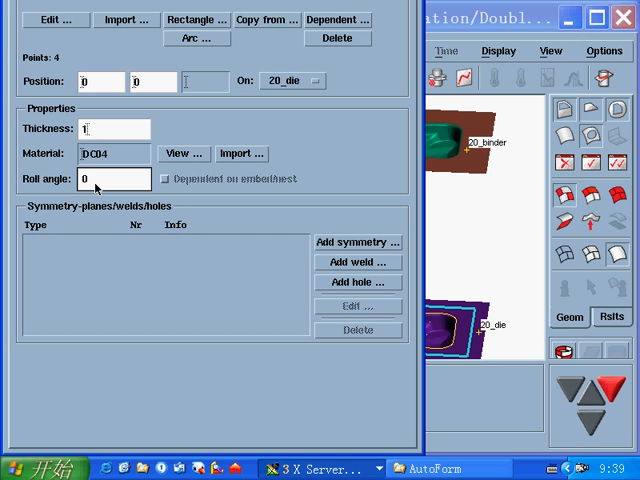 ation/Doubl...
Edit ... Import ... Rectangle ... Copy from ... Dependent ...
Arc ... Delete
Time Display View Options
Points: 4
Position: 0 0 On: 20_die
Properties
Thickness: 1
Material: DC04 View ... Import ...
Roll angle: 0 Dependent on embed/nest
20_binder
Symmetry-planes/welds/holes
Type Nr Info
Add symmetry ...
Add weld ...
Add hole ...
Edit ...
Delete
20_die
Geom Rslts
开始 3 X Server... AutoForm 9:39